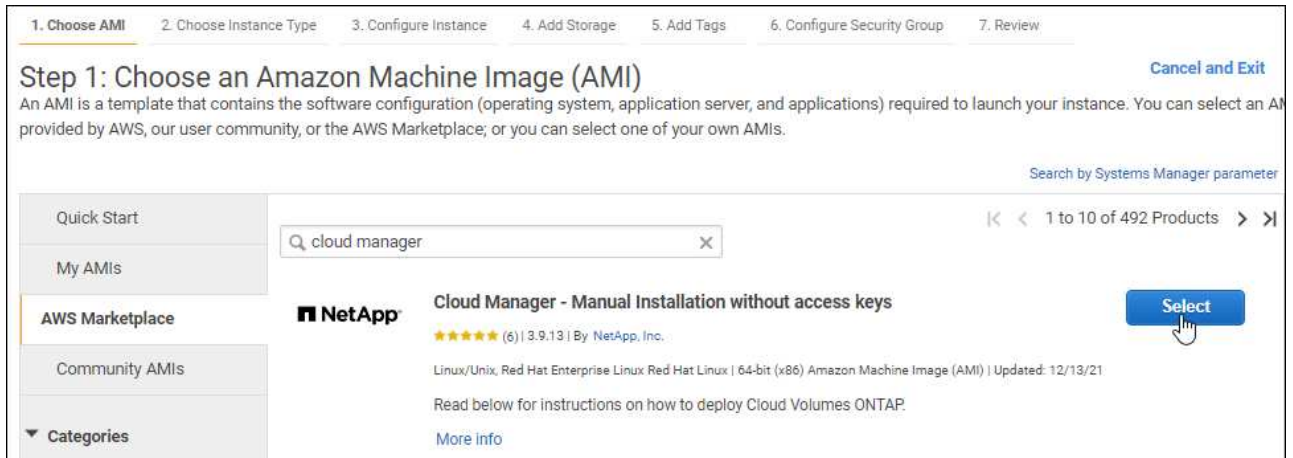 1. Choose AMI 2. Choose Instance Type 3. Configure Instance 4. Add Storage 5. Add Tags 6. Configure Security Group 7. Review
Step 1: Choose an Amazon Machine Image (AMI)
Cancel and Exit
An AMI is a template that contains the software configuration (operating system, application server, and applications) required to launch your instance. You can select an
provided by AWS, our user community, or the AWS Marketplace; or you can select one of your own AMIs.
Search by Systems Manager parameter
Quick Start
My AMIs
AWS Marketplace
Community AMIs
Categories
1 to 10 of 492 Products
cloud manager
NetApp
Cloud Manager - Manual Installation without access keys
Select
(6) | 3.9.13 | By NetApp, Inc.
Linux/Unix, Red Hat Enterprise Linux Red Hat Linux | 64-bit (x86) Amazon Machine Image (AMI) | Updated: 12/13/21
Read below for instructions on how to deploy Cloud Volumes ONTAP.
More info